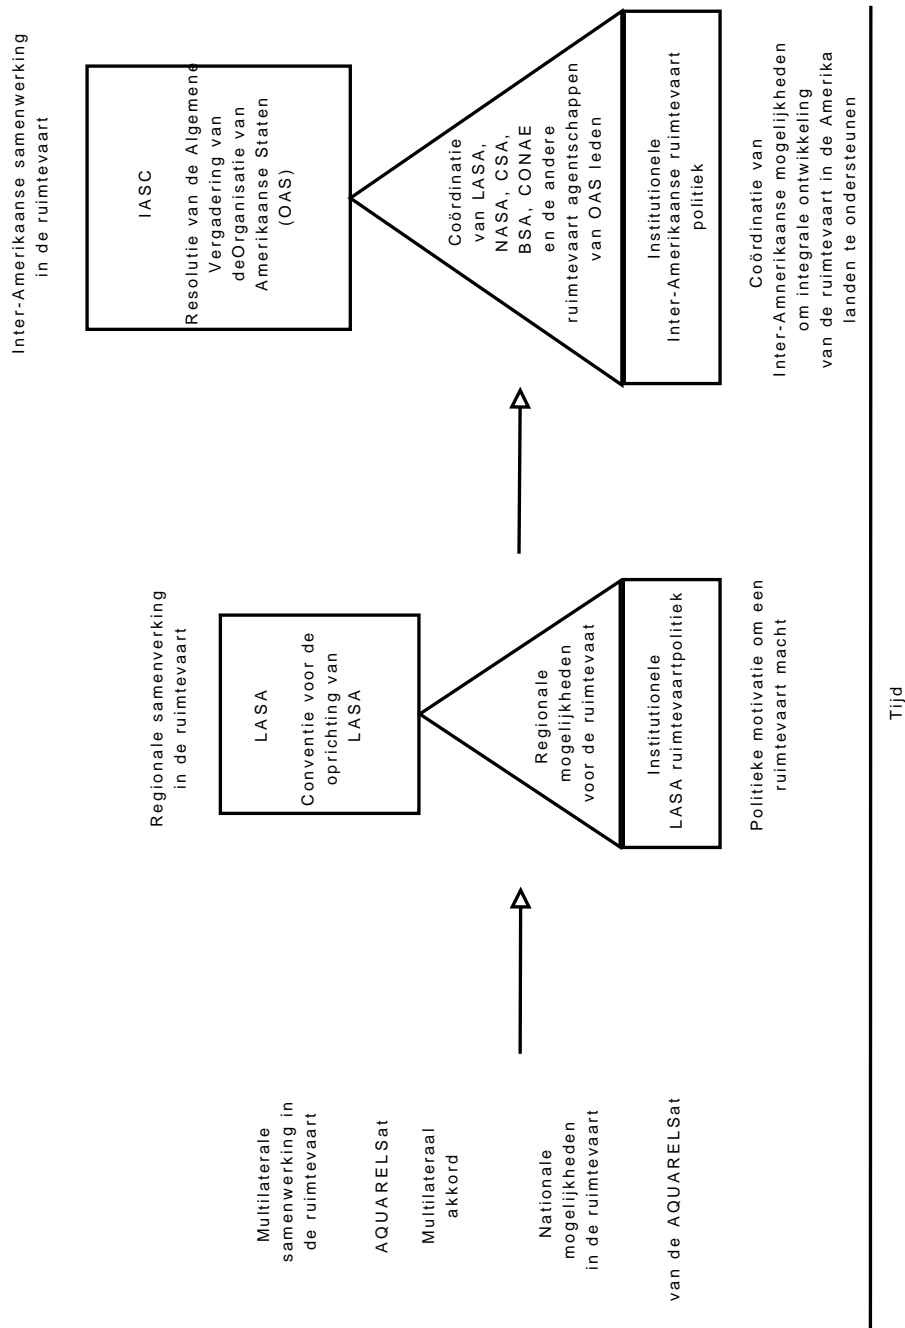 Multilaterale
samenwerking in
de ruimtevaart
AQUARELSat
Multilateraal
akkord
Nationale
mogelijkheden
in de ruimtevaart
van de AQUARELSat
Regionale samenverking
in de ruimtevaart
LASA
Conventie voor de
oprichting van
LASA
Regionale
mogelijkheden
voor de ruimtevaat
Institutionele
LASA ruimtevaartpolitiek
Politieke motivatie om een
ruimtevaart macht
Inter-Amerikaanse samenwerking
in de ruimtevaart
IASC
Resolutie van de Algemene
Vergadering van
deOrganisatie van
Amerikaanse Staten
(OAS)
Coördinatie
van LASA,
NASA, CSA,
BSA, CONAE
en de andere
ruimtevaart agentschappen
van OAS leden
Institutionele
Inter-Amerikaanse ruimtevaart
politiek
Coördinatie van
Inter-Amnerikaanse mogelijkheden
om integrale ontwikkeling
van de ruimtevaart in de Amerika
landen te ondersteunen
Tijd